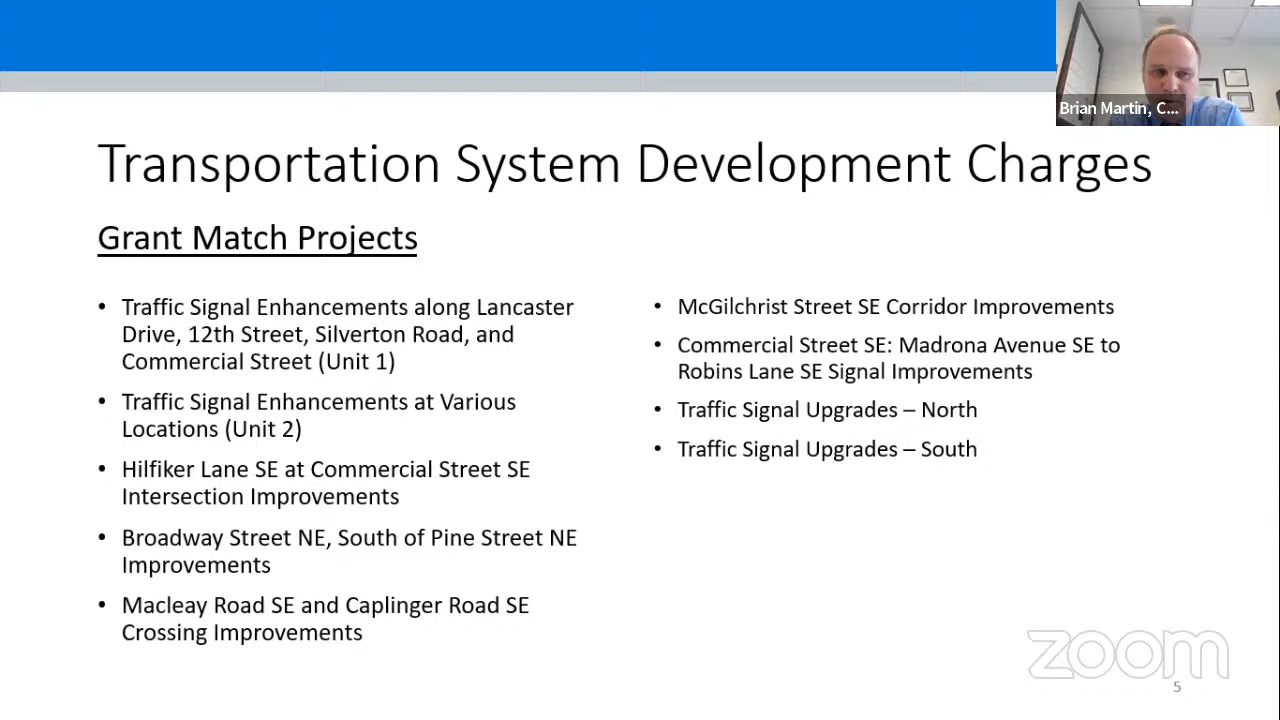 Brian Martin, C...
Transportation System Development Charges
Grant Match Projects
• Traffic Signal Enhancements along Lancaster
Drive, 12th Street, Silverton Road, and
Commercial Street (Unit 1)
• Traffic Signal Enhancements at Various
Locations (Unit 2)
• Hilfiker Lane SE at Commercial Street SE
Intersection Improvements
• Broadway Street NE, South of Pine Street NE
Improvements
• Macleay Road SE and Caplinger Road SE
Crossing Improvements
• McGilchrist Street SE Corridor Improvements
• Commercial Street SE: Madrona Avenue SE to
Robins Lane SE Signal Improvements
• Traffic Signal Upgrades – North
• Traffic Signal Upgrades – South
zoom
5